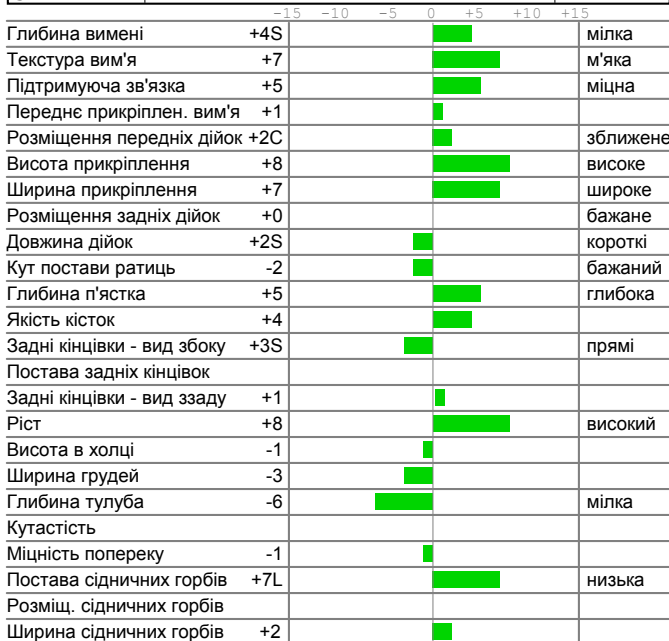 -15 -10 -5 0 +5 +10 +15
Глибина вимені +4S мілка
Текстура вим'я +7 м'яка
Підтримуюча зв'язка +5 міцна
Переднє прикріплен. вим'я +1
Розміщення передніх дійок +2C зближене
Висота прикріплення +8 високе
Ширина прикріплення +7 широке
Розміщення задніх дійок +0 бажане
Довжина дійок +2S короткі
Кут постави ратиць -2 бажаний
Глибина п'ястка +5 глибока
Якість кісток +4
Задні кінцівки - вид збоку +3S прямі
Постава задніх кінцівок
Задні кінцівки - вид ззаду +1
Ріст +8 високий
Висота в холці -1
Ширина грудей -3
Глибина тулуба -6 мілка
Кутастість
Міцність попереку -1
Постава сідничних горбів +7L низька
Розміщ. сідничних горбів
Ширина сідничних горбів +2